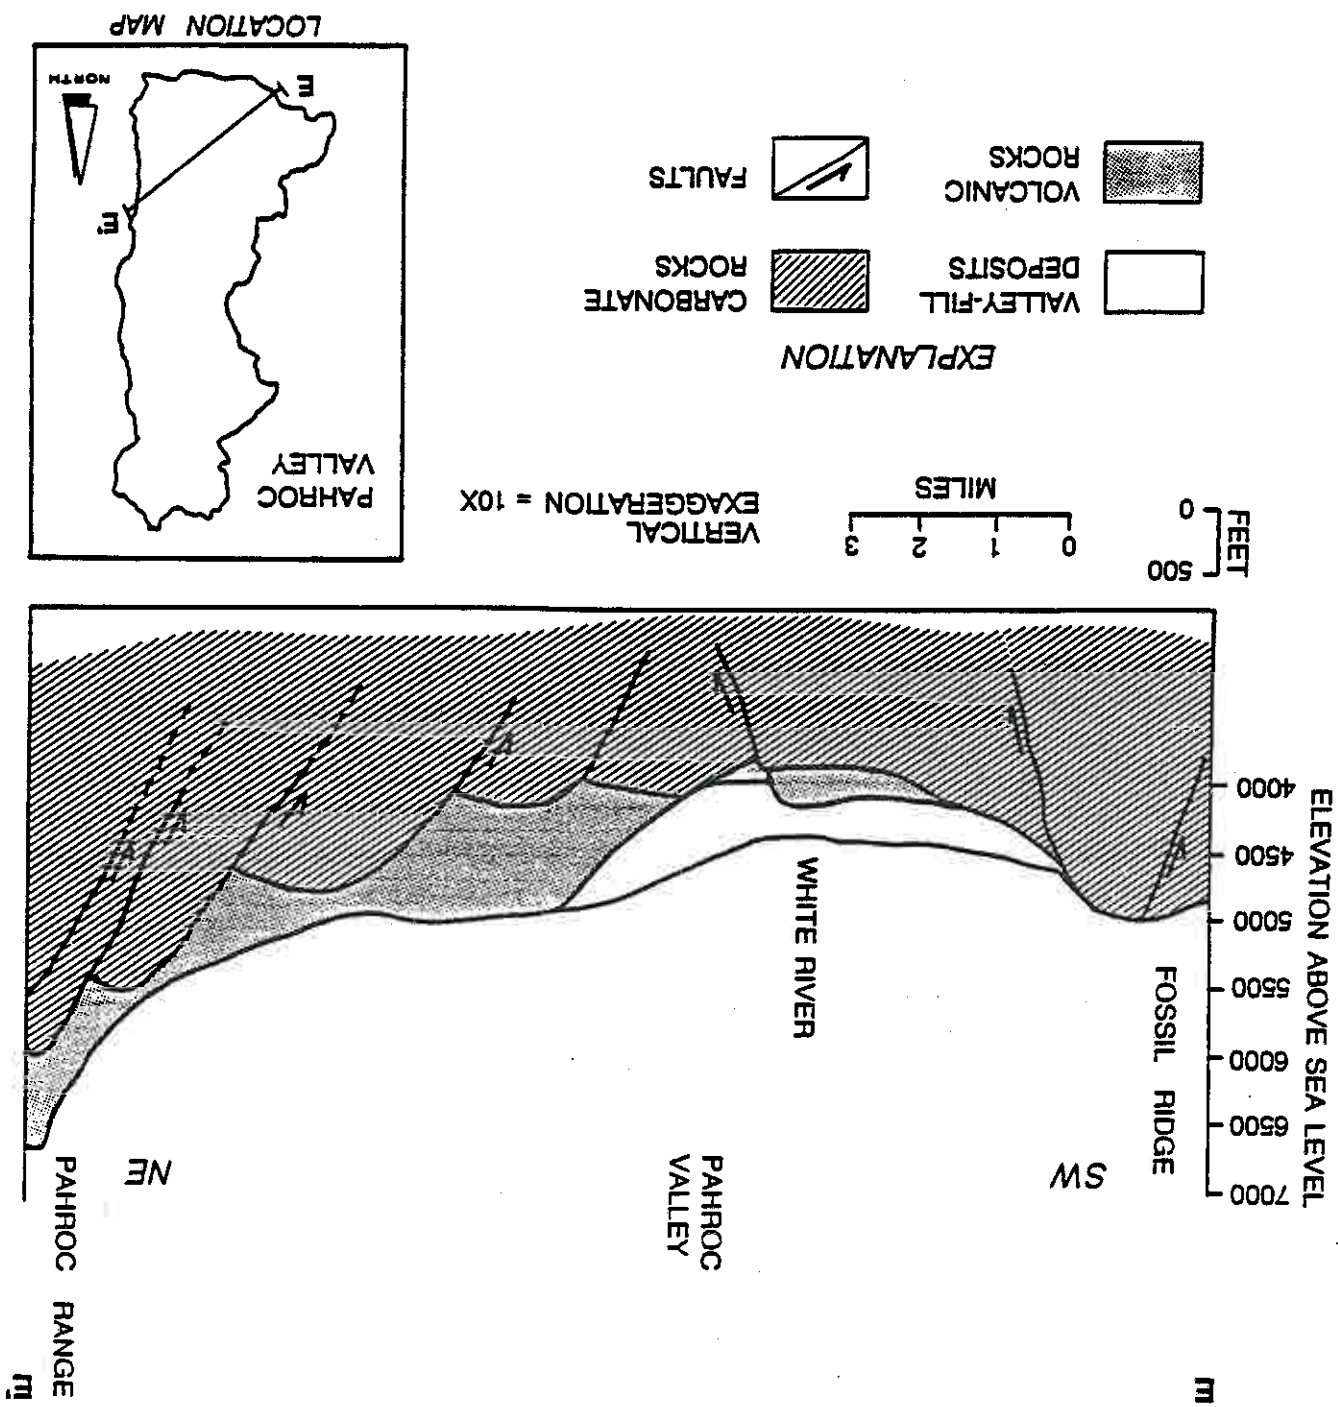 E
E'
FOSSIL RIDGE
SW
PAHROC
VALLEY
NE
PAHROC RANGE
WHITE RIVER
ELEVATION ABOVE SEA LEVEL
7000
6500
6000
5500
5000
4500
4000
FEET
500
0
0
1
2
3
MILES
VERTICAL
EXAGGERATION = 10X
EXPLANATION
VALLEY-FILL
DEPOSITS
CARBONATE
ROCKS
VOLCANIC
ROCKS
FAULTS
PAHROC
VALLEY
E'
E
NORTH
LOCATION MAP